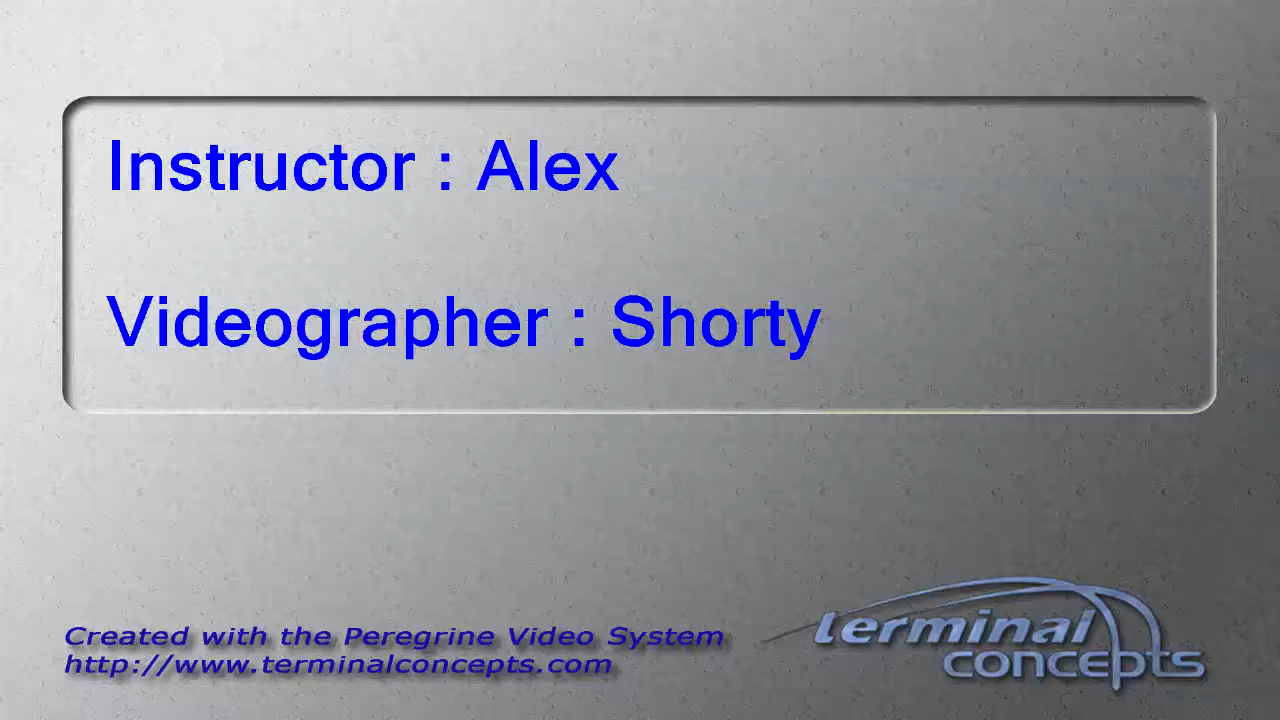 Instructor : Alex
Videographer : Shorty
Created with the Peregrine Video System
http://www.terminalconcepts.com
terminal
concepts